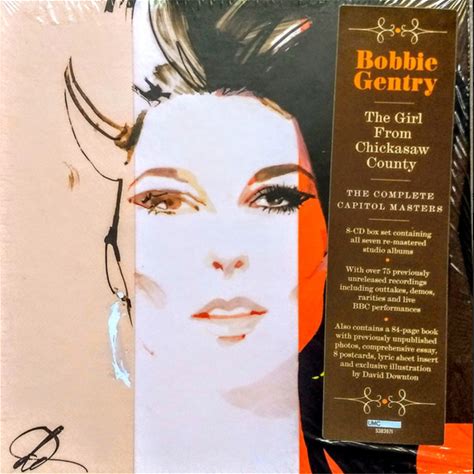 Bobbie
Gentry
The Girl
From
Chickasaw
County
THE COMPLETE
CAPITOL MASTERS
8-CD box set containing
all seven re-mastered
studio albums
With over 75 previously
unreleased recordings
including outtakes, demos,
rarities and live
BBC performances
Also contains a 84-page book
with previously unpublished
photos, comprehensive essay,
8 postcards, lyric sheet insert
and exclusive illustration
by David Downton
UMC